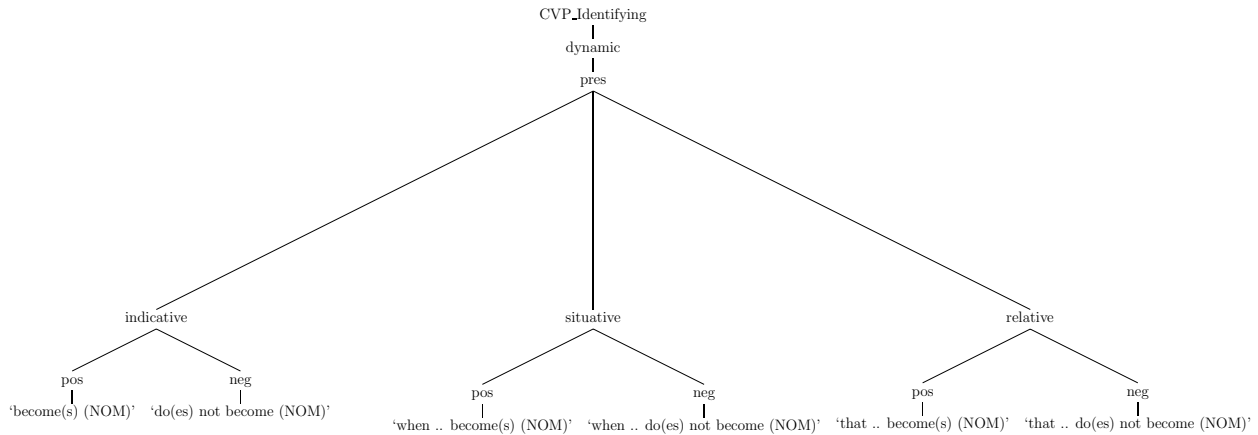 CVP_Identifying
dynamic
pres
indicative situative relative
pos neg pos neg pos neg
‘become(s) (NOM)’ ‘do(es) not become (NOM)’ ‘when .. become(s) (NOM)’ ‘when .. do(es) not become (NOM)’ ‘that .. become(s) (NOM)’ ‘that .. do(es) not become (NOM)’